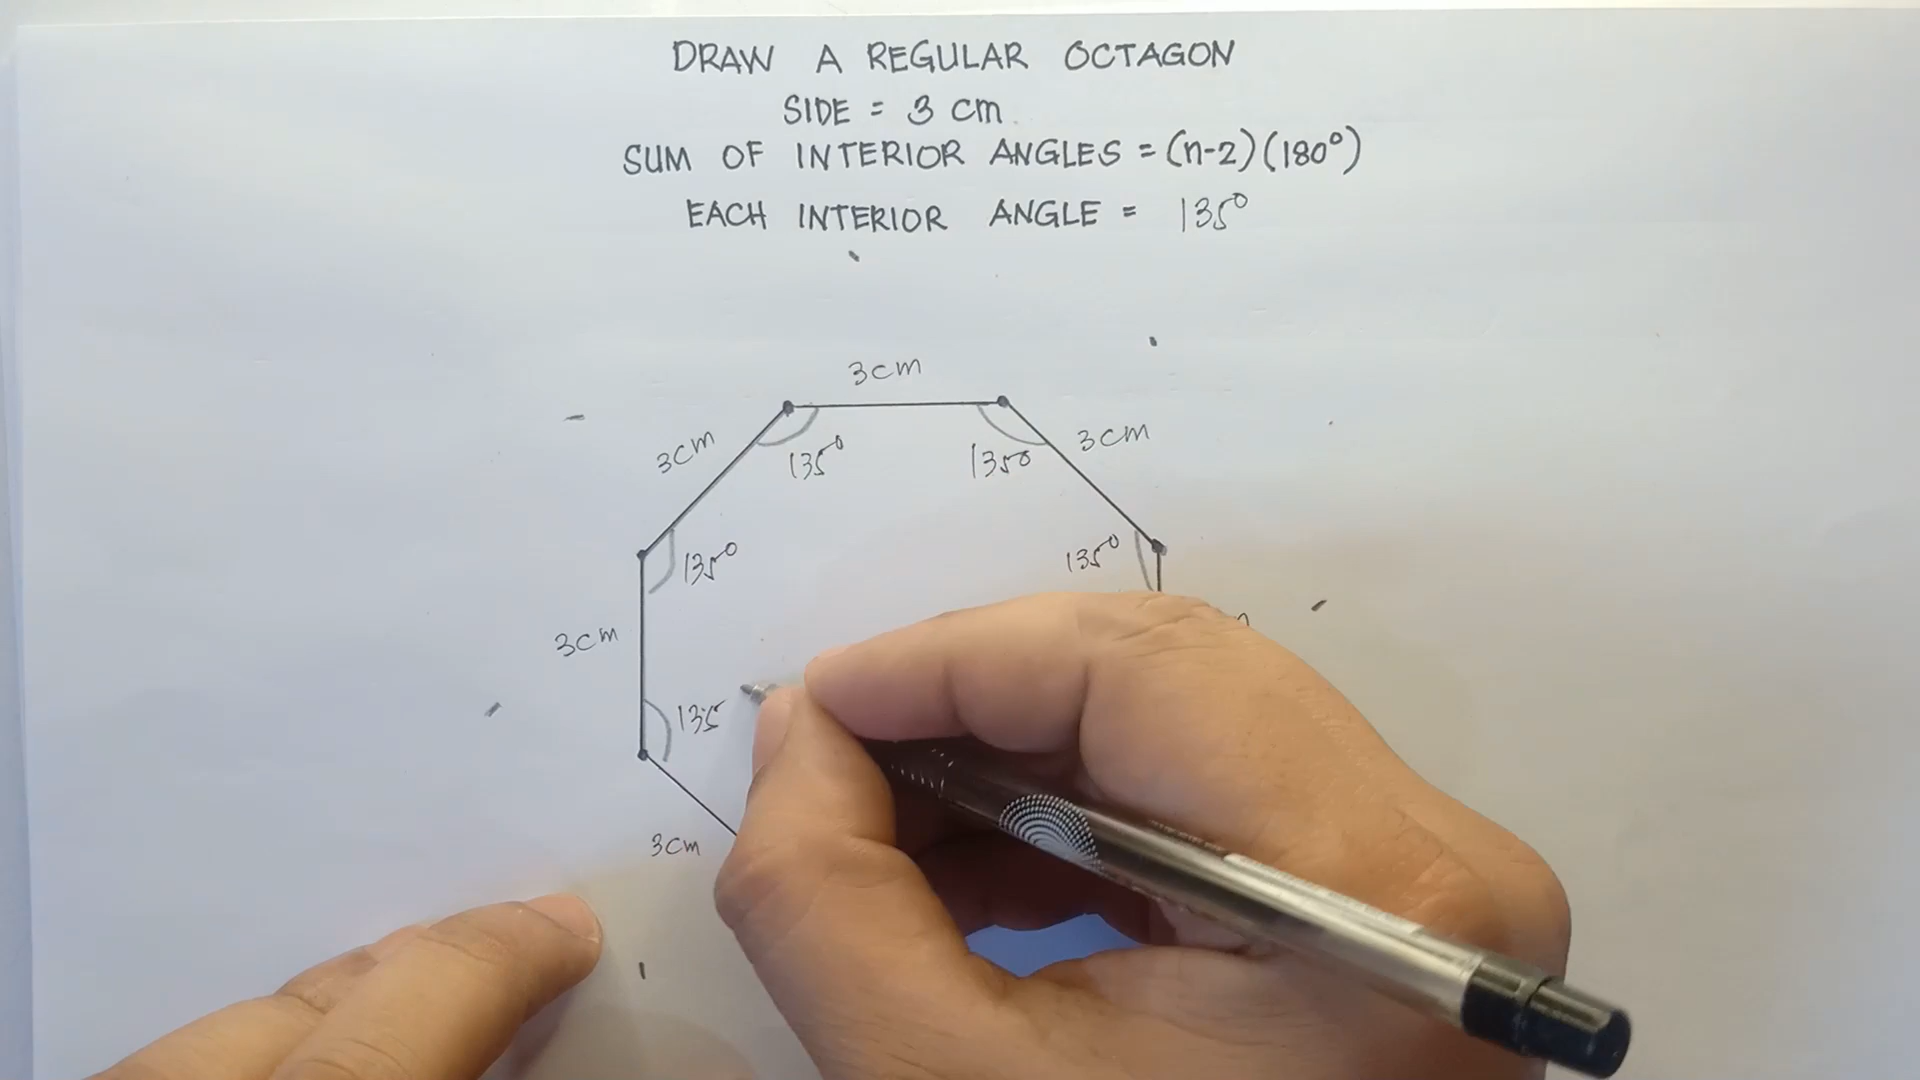 DRAW A REGULAR OCTAGON
SIDE = 3 cm
SUM OF INTERIOR ANGLES = (n-2)(180°)
EACH INTERIOR ANGLE = 135°
3cm
3cm
3cm
135°
135°
135°
135°
3cm
135
3cm